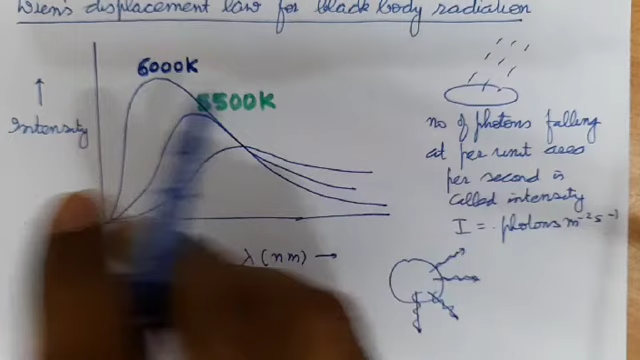 Wien's displacement law for black body radiation
6000K
5500K
Intensity
λ (nm)
no of photons falling
at per unit area
per second is
called intensity
I = photons m⁻² s⁻¹